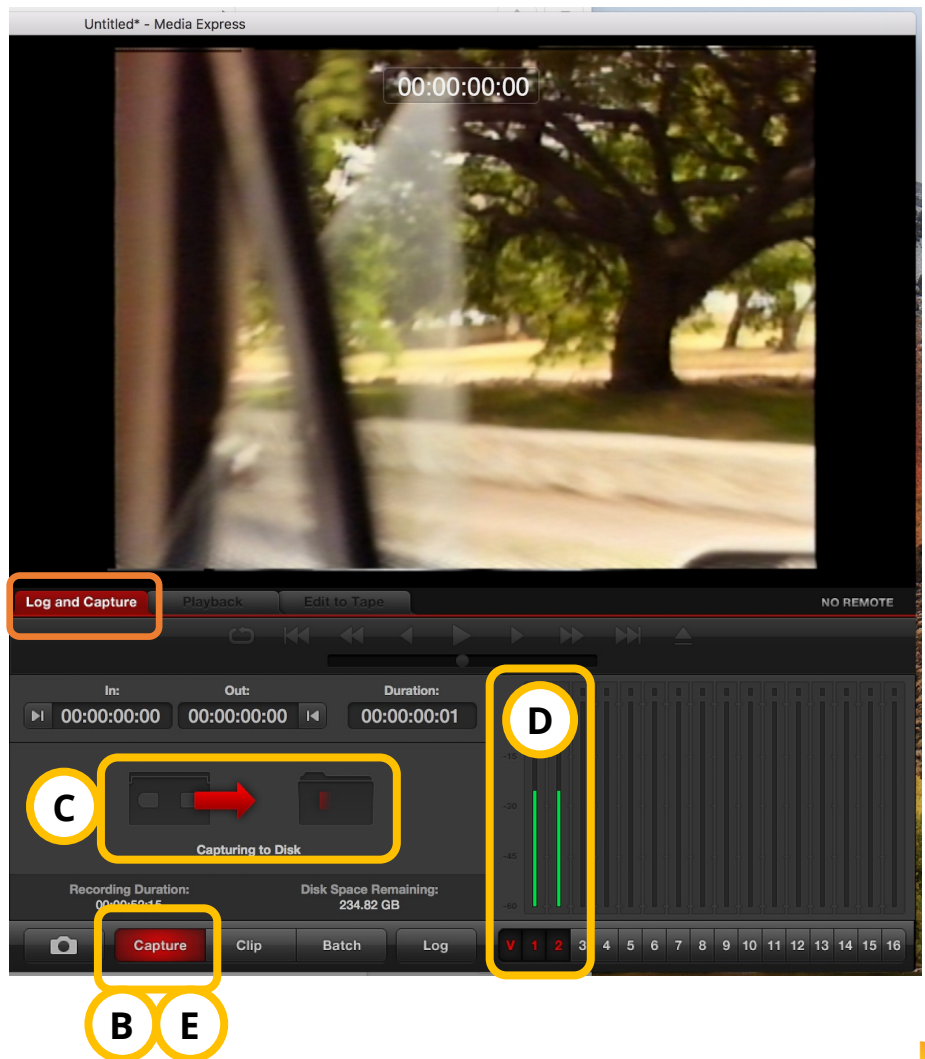 Untitled* - Media Express
00:00:00:00
Log and Capture Playback Edit to Tape NO REMOTE
In: Out: Duration:
00:00:00:00 00:00:00:00 00:00:00:01
D
-15
-30
C
Capturing to Disk
-45
Recording Duration: Disk Space Remaining:
234.82 GB
-60
Capture Clip Batch Log V 1 2 3 4 5 6 7 8 9 10 11 12 13 14 15 16
B E